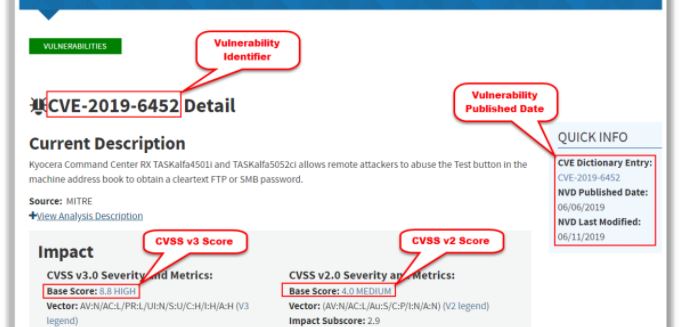 VULNERABILITIES
Vulnerability
Identifier
CVE-2019-6452 Detail
Vulnerability
Published Date
Current Description
Kyocera Command Center RX TASKalfa4501i and TASKalfa5052ci allows remote attackers to abuse the Test button in the
machine address book to obtain a cleartext FTP or SMB password.
Source: MITRE
+View Analysis Description
QUICK INFO
CVE Dictionary Entry:
CVE-2019-6452
NVD Published Date:
06/06/2019
NVD Last Modified:
06/11/2019
Impact
CVSS v3 Score
CVSS v2 Score
CVSS v3.0 Severity and Metrics:
Base Score: 8.8 HIGH
Vector: AV:N/AC:L/PR:L/UI:N/S:U/C:H/I:H/A:H (V3
legend)
CVSS v2.0 Severity and Metrics:
Base Score: 4.0 MEDIUM
Vector: (AV:N/AC:L/Au:S/C:P/I:N/A:N) (V2 legend)
Impact Subscore: 2.9